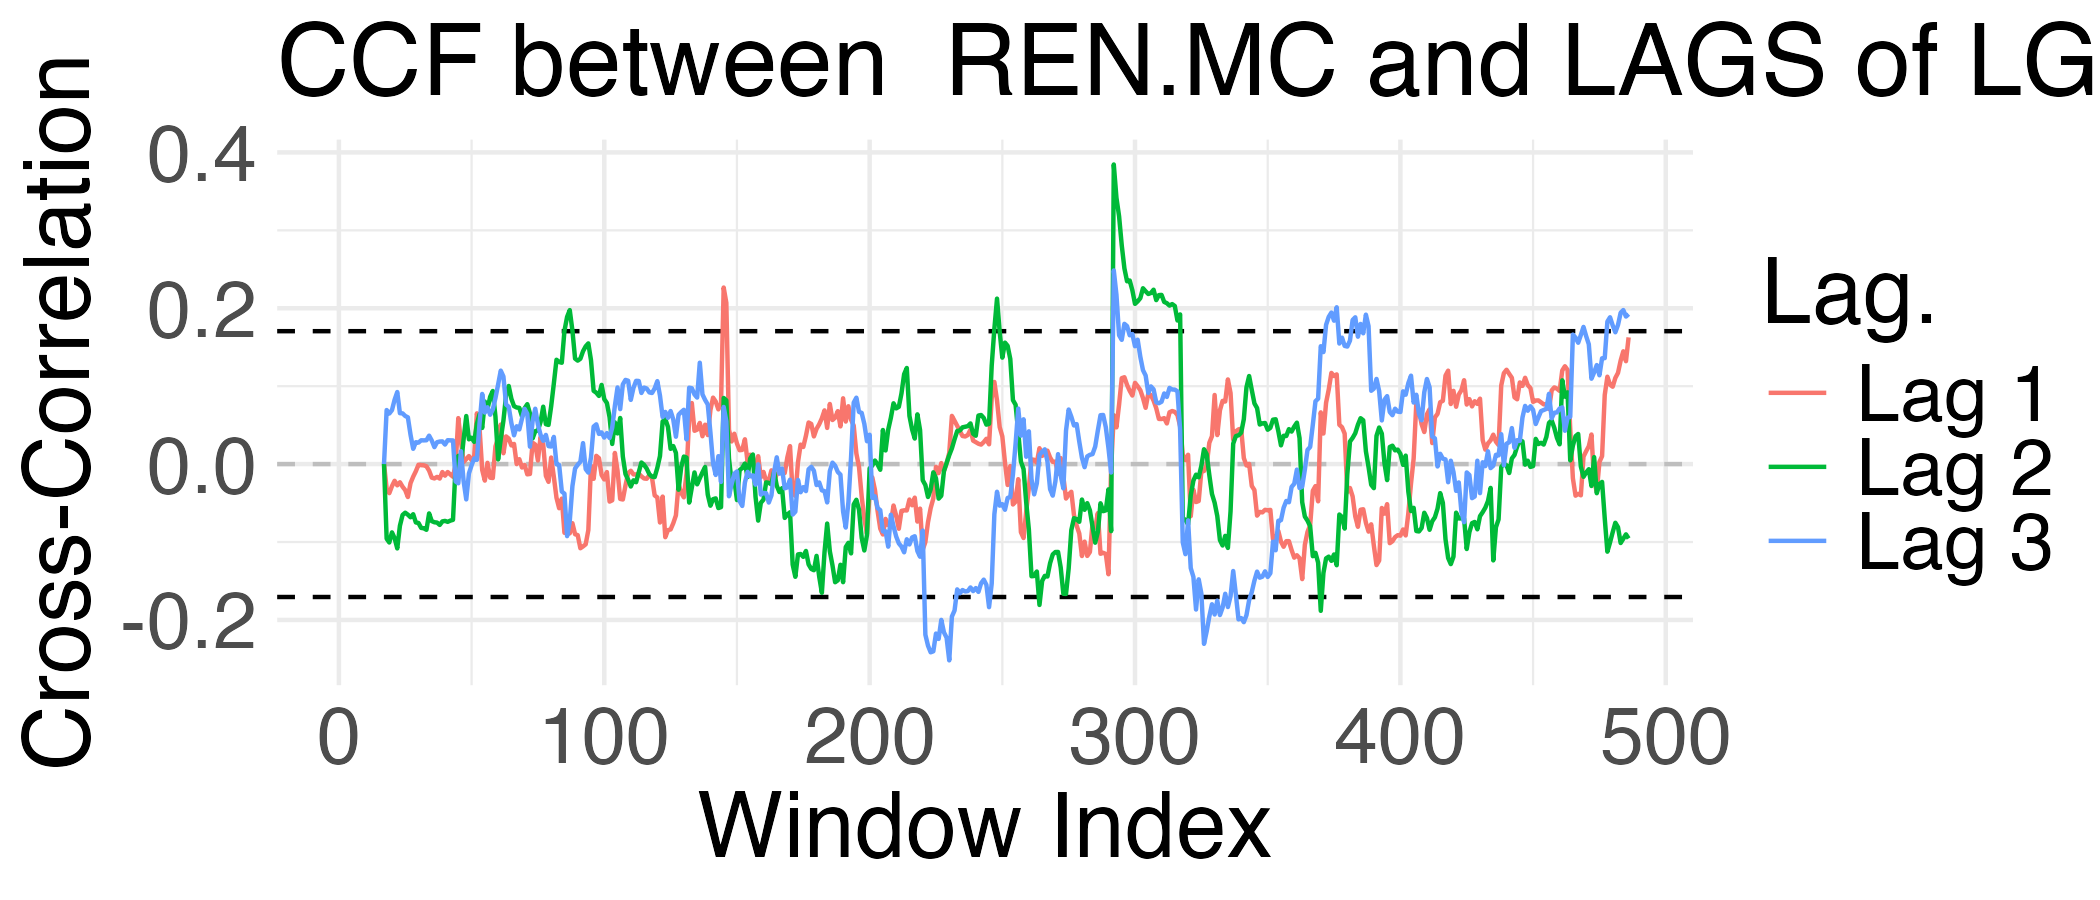 CCF between  REN.MC and LAGS of LG
Cross-Correlation
0.4
0.2
0.0
-0.2
0 100 200 300 400 500
Window Index
Lag.
Lag 1
Lag 2
Lag 3